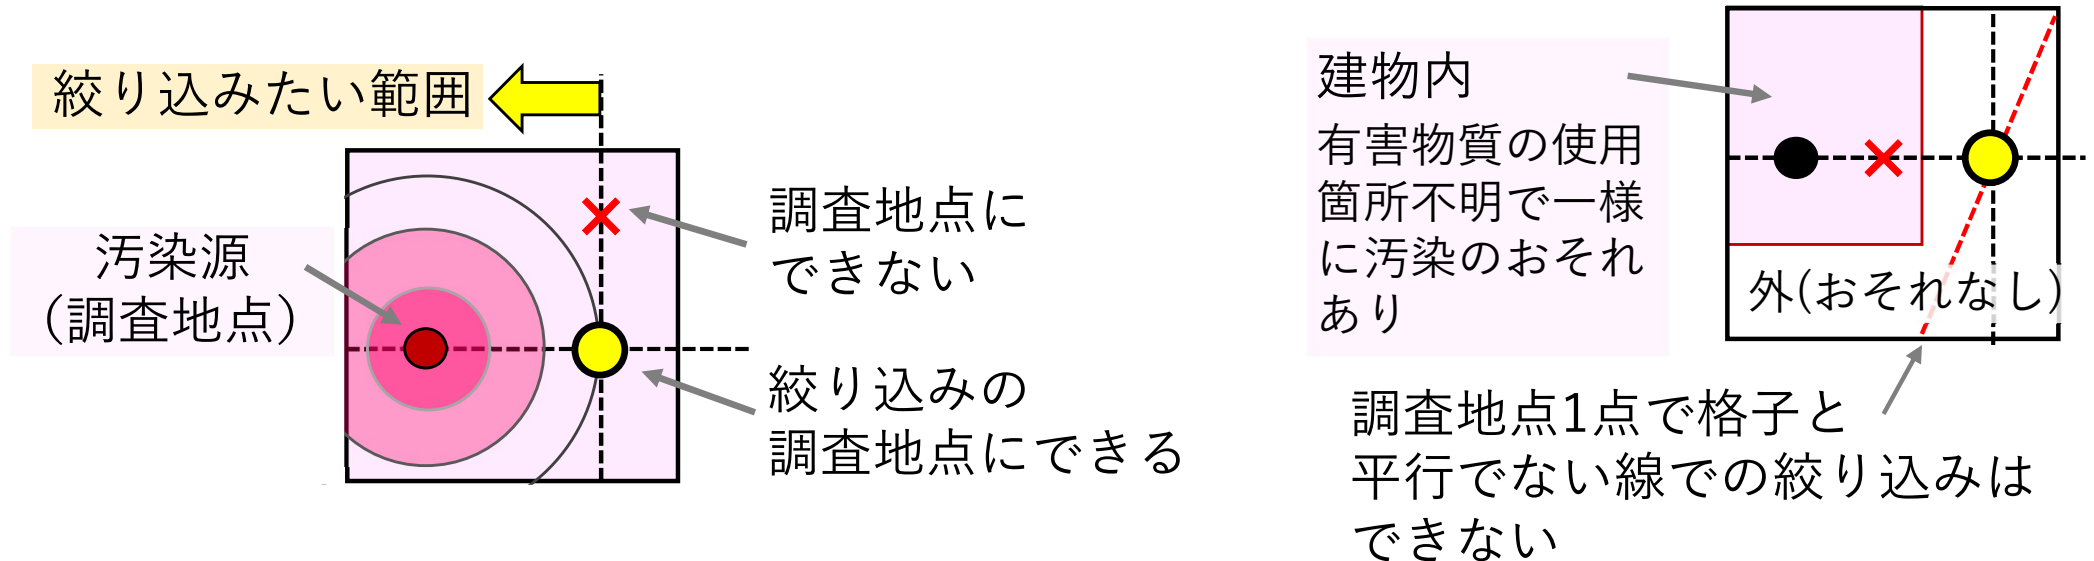 絞り込みたい範囲
汚染源
（調査地点）
調査地点に
できない
絞り込みの
調査地点にできる
建物内
有害物質の使用
箇所不明で一様
に汚染のおそれ
あり
外(おそれなし)
調査地点1点で格子と
平行でない線での絞り込みは
できない